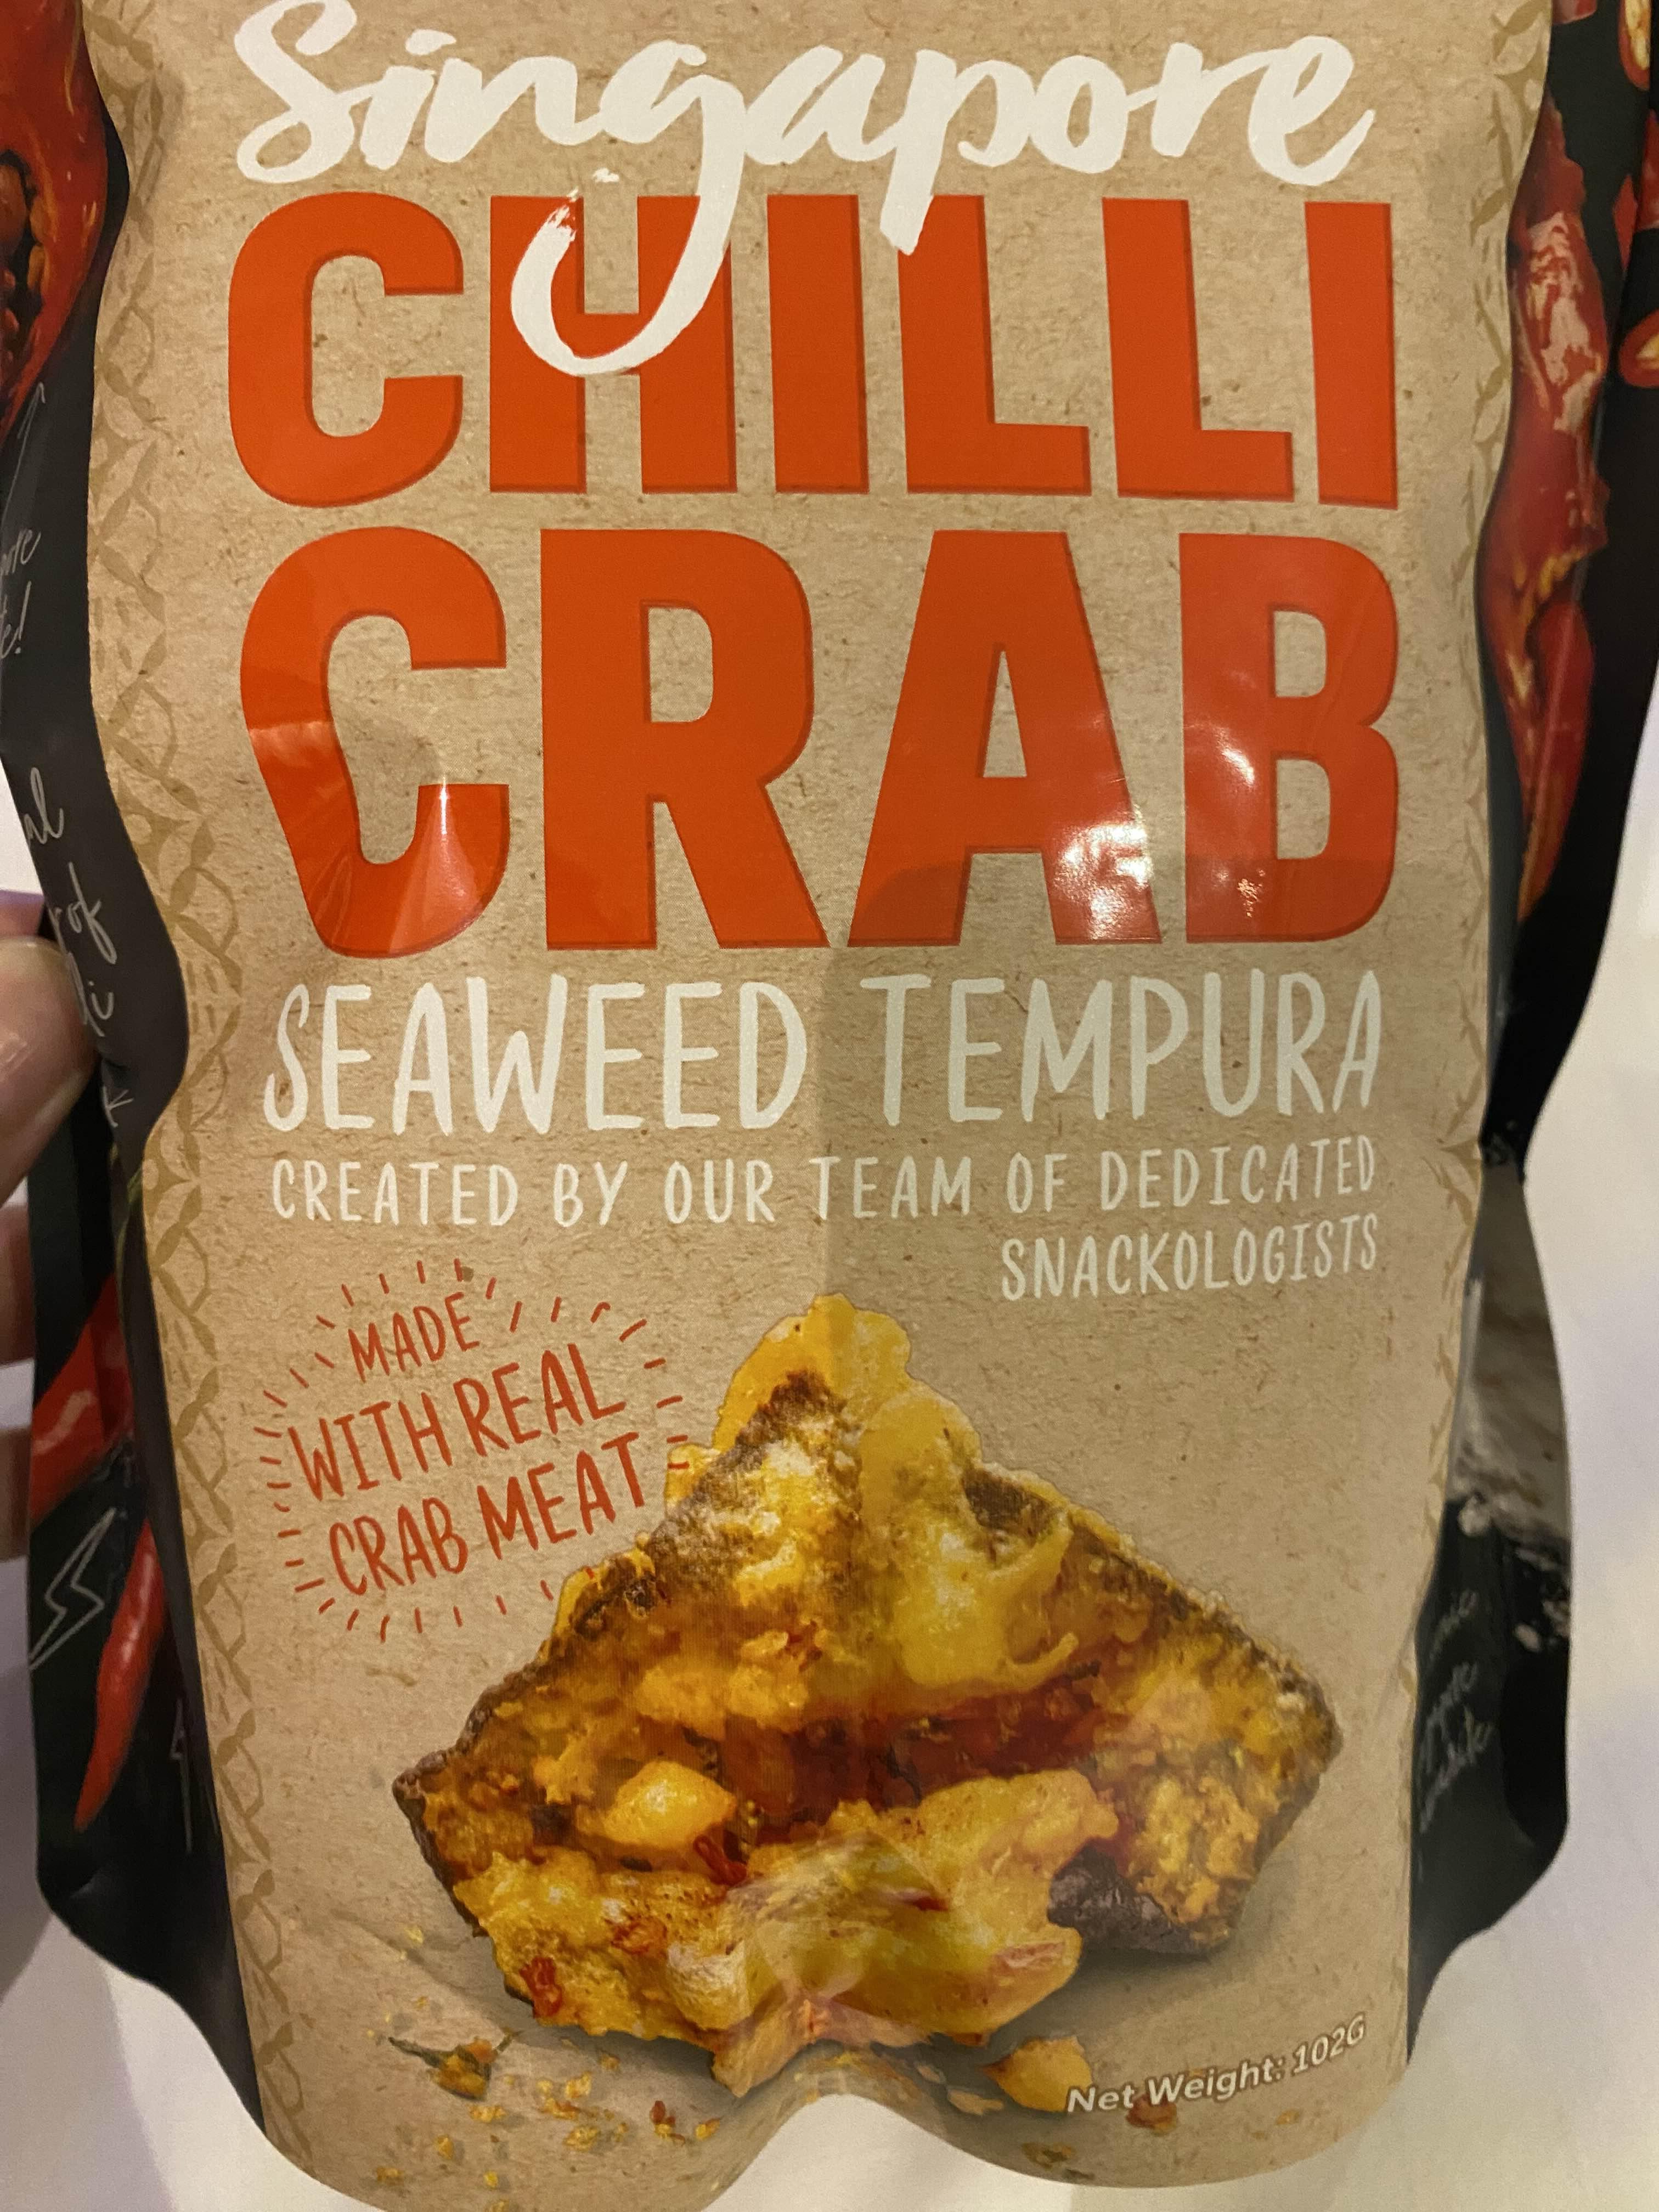 Singapore
CHILLI
CRAB
SEAWEED TEMPURA
CREATED BY OUR TEAM OF DEDICATED
SNACKOLOGISTS
MADE
WITH REAL
CRAB MEAT
Net Weight: 102G